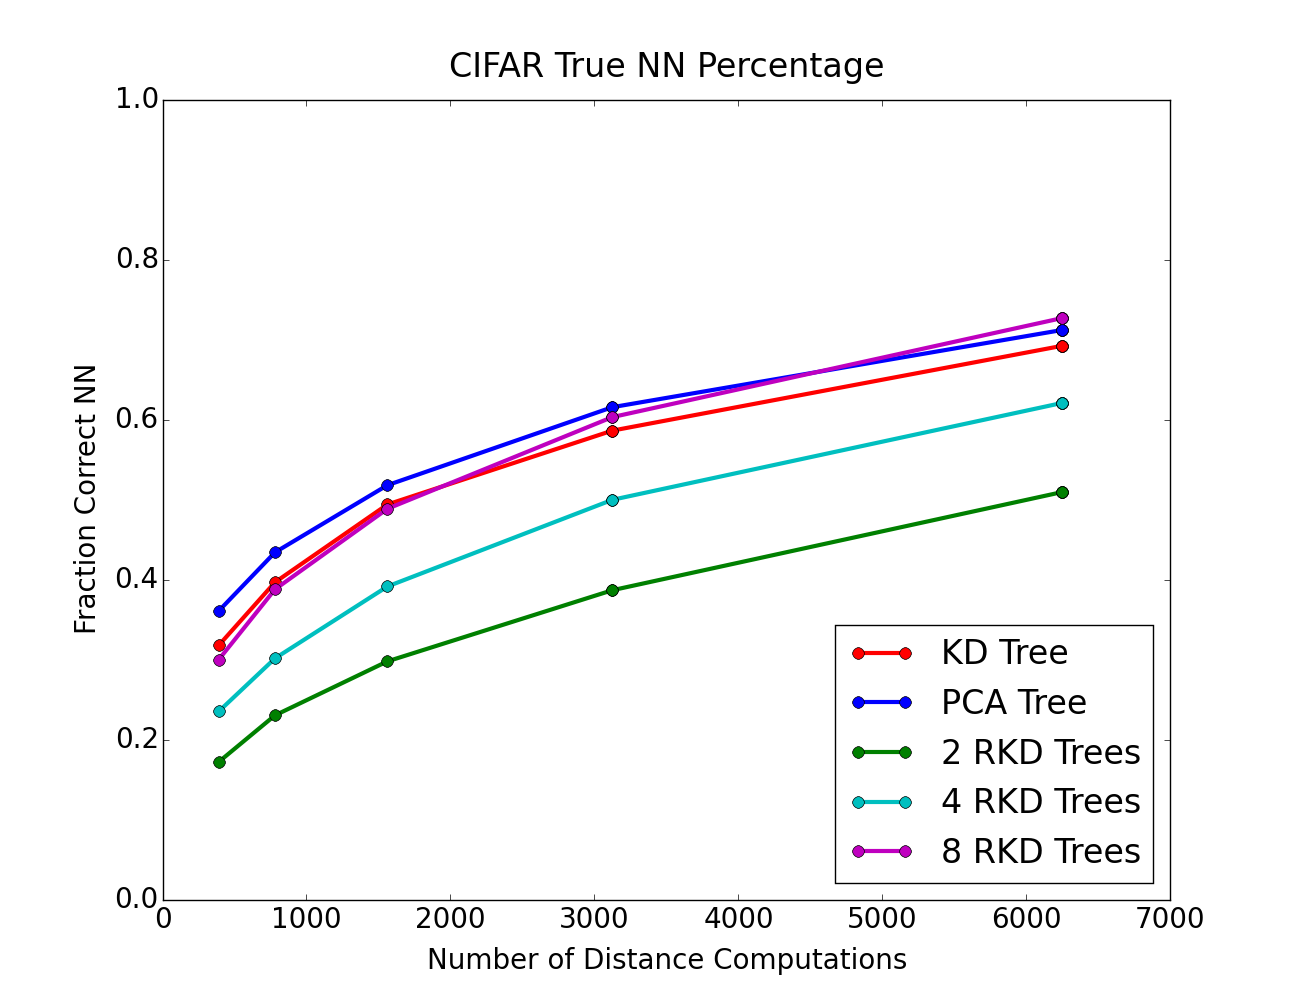 CIFAR True NN Percentage
1.0
0.8
0.6
0.4
0.2
0.0
Fraction Correct NN
KD Tree
PCA Tree
2 RKD Trees
4 RKD Trees
8 RKD Trees
0 1000 2000 3000 4000 5000 6000 7000
Number of Distance Computations